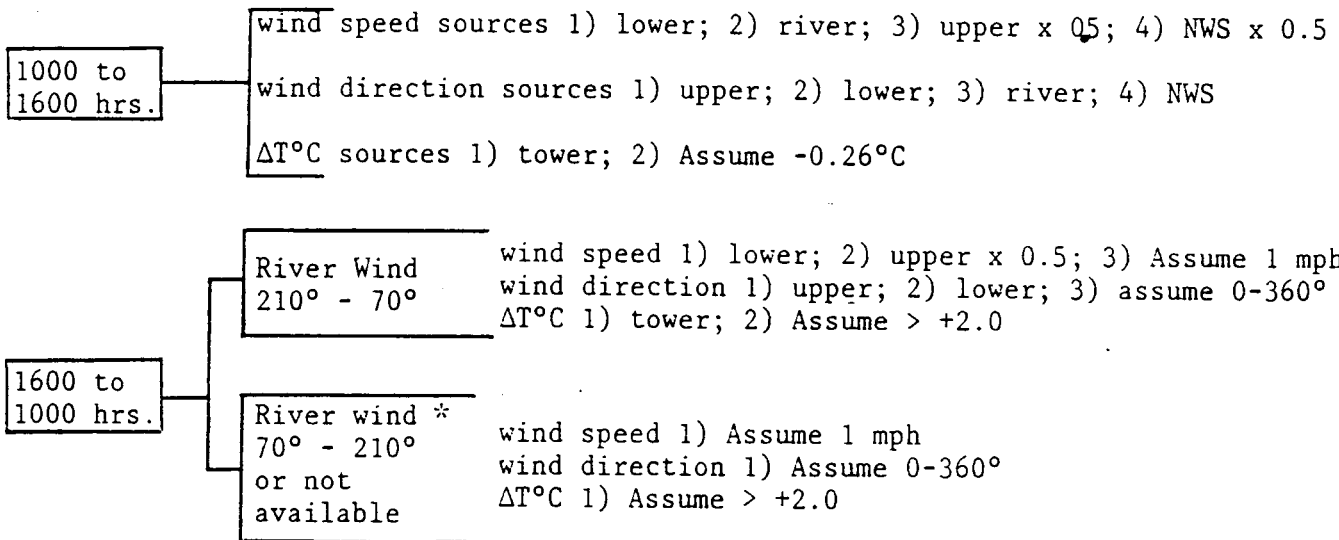 wind speed sources 1) lower; 2) river; 3) upper x 0.5; 4) NWS x 0.5
1000 to
1600 hrs.
wind direction sources 1) upper; 2) lower; 3) river; 4) NWS
ΔT°C sources 1) tower; 2) Assume -0.26°C
River Wind
210° - 70°
wind speed 1) lower; 2) upper x 0.5; 3) Assume 1 mph
wind direction 1) upper; 2) lower; 3) assume 0-360°
ΔT°C 1) tower; 2) Assume > +2.0
1600 to
1000 hrs.
River wind *
70° - 210°
or not
available
wind speed 1) Assume 1 mph
wind direction 1) Assume 0-360°
ΔT°C 1) Assume > +2.0